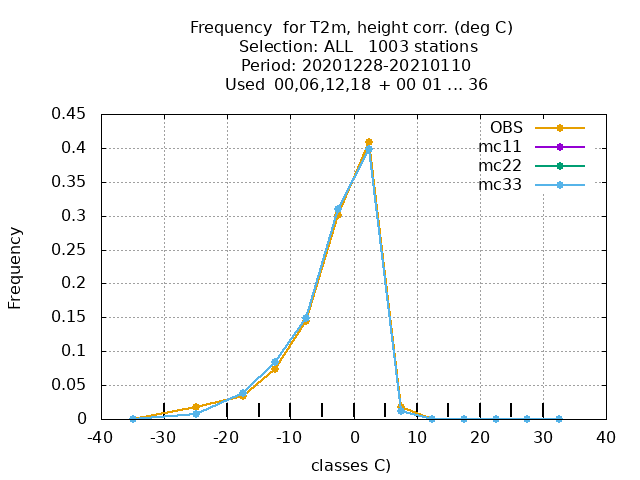 Frequency for T2m, height corr. (deg C)
Selection: ALL 1003 stations
Period: 20201228-20210110
Used 00,06,12,18 + 00 01 ... 36
0.45
0.4
0.35
0.3
0.25
0.2
0.15
0.1
0.05
0
Frequency
OBS
mc11
mc22
mc33
-40 -30 -20 -10 0 10 20 30 40
classes C)